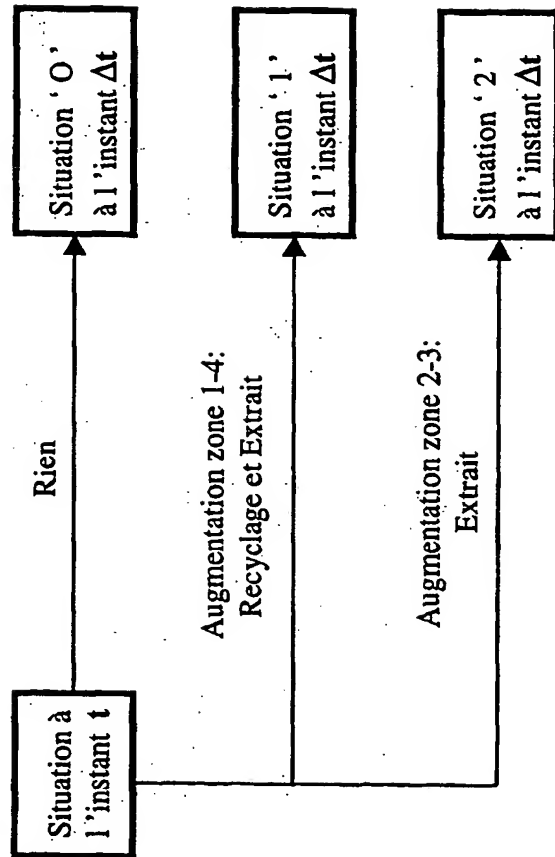 Situation à
l'instant t
Rien
Situation ‘ O ’
à l ’instant Δt
Augmentation zone 1-4:
Recyclage et Extrait
Situation ‘ 1 ’
à l ’instant Δt
Augmentation zone 2-3:
Extrait
Situation ‘ 2 ’
à l ’instant Δt